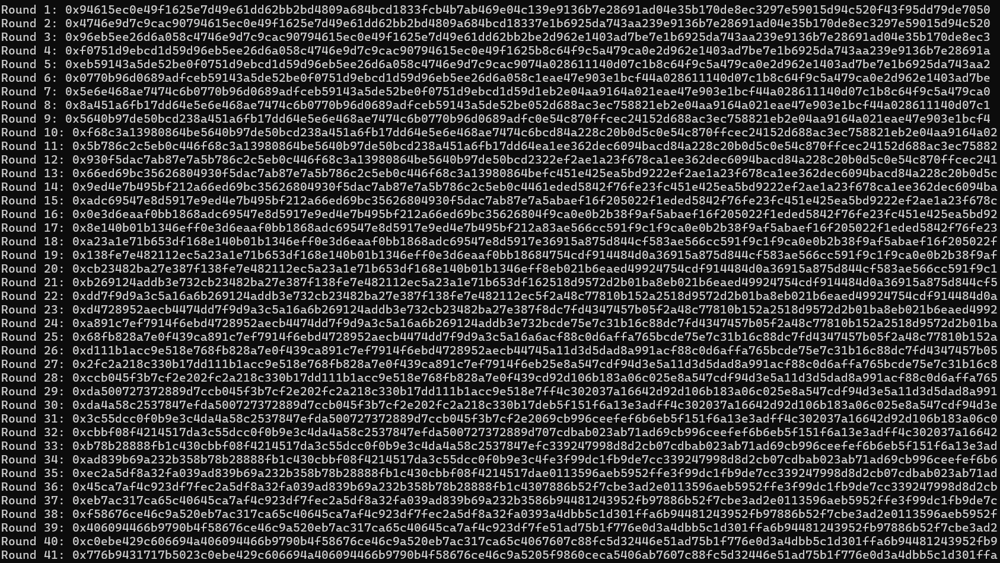 Round 1: 0x94615ec0e49f1625e7d49e61dd62bb2bd4809a684bcd1833fcb4b7ab469e04c139e9136b7e28691ad04e35b170de8ec3297e59015d94c520f43f95dd79de7050
Round 2: 0x4746e9d7c9cac90794615ec0e49f1625e7d49e61dd62bb2bd4809a684bcd18337e1b6925da743aa239e9136b7e28691ad04e35b170de8ec3297e59015d94c520
Round 3: 0x96eb5ee26d6a058c4746e9d7c9cac90794615ec0e49f1625e7d49e61dd62bb2be2d962e1403ad7be7e1b6925da743aa239e9136b7e28691ad04e35b170de8ec3
Round 4: 0xf0751d9ebcd1d59d96eb5ee26d6a058c4746e9d7c9cac90794615ec0e49f1625b8c64f9c5a479ca0e2d962e1403ad7be7e1b6925da743aa239e9136b7e28691a
Round 5: 0xeb59143a5de52be0f0751d9ebcd1d59d96eb5ee26d6a058c4746e9d7c9cac9074a028611140d07c1b8c64f9c5a479ca0e2d962e1403ad7be7e1b6925da743aa2
Round 6: 0x0770b96d0689adfceb59143a5de52be0f0751d9ebcd1d59d96eb5ee26d6a058c1eae47e903e1bcf44a028611140d07c1b8c64f9c5a479ca0e2d962e1403ad7be
Round 7: 0x5e6e468ae7474c6b0770b96d0689adfceb59143a5de52be0f0751d9ebcd1d59d1eb2e04aa9164a021eae47e903e1bcf44a028611140d07c1b8c64f9c5a479ca0
Round 8: 0x8a451a6fb17dd64e5e6e468ae7474c6b0770b96d0689adfceb59143a5de52be052d688ac3ec758821eb2e04aa9164a021eae47e903e1bcf44a028611140d07c1
Round 9: 0x5640b97de50bcd238a451a6fb17dd64e5e6e468ae7474c6b0770b96d0689adfc0e54c870ffcec24152d688ac3ec758821eb2e04aa9164a021eae47e903e1bcf4
Round 10: 0xf68c3a13980864be5640b97de50bcd238a451a6fb17dd64e5e6e468ae7474c6bcd84a228c20b0d5c0e54c870ffcec24152d688ac3ec758821eb2e04aa9164a02
Round 11: 0x5b786c2c5eb0c446f68c3a13980864be5640b97de50bcd238a451a6fb17dd64ea1ee362dec6094bacd84a228c20b0d5c0e54c870ffcec24152d688ac3ec75882
Round 12: 0x930f5dac7ab87e7a5b786c2c5eb0c446f68c3a13980864be5640b97de50bcd2322ef2ae1a23f678ca1ee362dec6094bacd84a228c20b0d5c0e54c870ffcec241
Round 13: 0x66ed69bc35626804930f5dac7ab87e7a5b786c2c5eb0c446f68c3a13980864befc451e425ea5bd9222ef2ae1a23f678ca1ee362dec6094bacd84a228c20b0d5c
Round 14: 0x9ed4e7b495bf212a66ed69bc35626804930f5dac7ab87e7a5b786c2c5eb0c4461eded5842f76fe23fc451e425ea5bd9222ef2ae1a23f678ca1ee362dec6094ba
Round 15: 0xadc69547e8d5917e9ed4e7b495bf212a66ed69bc35626804930f5dac7ab87e7a5abaef16f205022f1eded5842f76fe23fc451e425ea5bd9222ef2ae1a23f678c
Round 16: 0x0e3d6eaaf0bb1868adc69547e8d5917e9ed4e7b495bf212a66ed69bc35626804f9ca0e0b2b38f9af5abaef16f205022f1eded5842f76fe23fc451e425ea5bd92
Round 17: 0x8e140b01b1346eff0e3d6eaaf0bb1868adc69547e8d5917e9ed4e7b495bf212a83ae566cc591f9c1f9ca0e0b2b38f9af5abaef16f205022f1eded5842f76fe23
Round 18: 0xa23a1e71b653df168e140b01b1346eff0e3d6eaaf0bb1868adc69547e8d5917e36915a875d844cf583ae566cc591f9c1f9ca0e0b2b38f9af5abaef16f205022f
Round 19: 0x138fe7e482112ec5a23a1e71b653df168e140b01b1346eff0e3d6eaaf0bb18684754cdf914484d0a36915a875d844cf583ae566cc591f9c1f9ca0e0b2b38f9af
Round 20: 0xcb23482ba27e387f138fe7e482112ec5a23a1e71b653df168e140b01b1346eff8eb021b6eaed49924754cdf914484d0a36915a875d844cf583ae566cc591f9c1
Round 21: 0xb269124addb3e732cb23482ba27e387f138fe7e482112ec5a23a1e71b653df162518d9572d2b01ba8eb021b6eaed49924754cdf914484d0a36915a875d844cf5
Round 22: 0xdd7f9d9a3c5a16a6b269124addb3e732cb23482ba27e387f138fe7e482112ec5f2a48c77810b152a2518d9572d2b01ba8eb021b6eaed49924754cdf914484d0a
Round 23: 0xd4728952aecb4474dd7f9d9a3c5a16a6b269124addb3e732cb23482ba27e387f8dc7fd4347457b05f2a48c77810b152a2518d9572d2b01ba8eb021b6eaed4992
Round 24: 0xa891c7ef7914f6ebd4728952aecb4474dd7f9d9a3c5a16a6b269124addb3e732bcde75e7c31b16c88dc7fd4347457b05f2a48c77810b152a2518d9572d2b01ba
Round 25: 0x68fb828a7e0f439ca891c7ef7914f6ebd4728952aecb4474dd7f9d9a3c5a16a6acf88c0d6affa765bcde75e7c31b16c88dc7fd4347457b05f2a48c77810b152a
Round 26: 0xd111b1acc9e518e768fb828a7e0f439ca891c7ef7914f6ebd4728952aecb44745a11d3d5dad8a991acf88c0d6affa765bcde75e7c31b16c88dc7fd4347457b05
Round 27: 0x2fc2a218c330b17dd111b1acc9e518e768fb828a7e0f439ca891c7ef7914f6eb25e8a547cdf94d3e5a11d3d5dad8a991acf88c0d6affa765bcde75e7c31b16c8
Round 28: 0xccb045f3b7cf2e202fc2a218c330b17dd111b1acc9e518e768fb828a7e0f439cd92d106b183a06c025e8a547cdf94d3e5a11d3d5dad8a991acf88c0d6affa765
Round 29: 0xda500727372889d7ccb045f3b7cf2e202fc2a218c330b17dd111b1acc9e518e7ff4c302037a16642d92d106b183a06c025e8a547cdf94d3e5a11d3d5dad8a991
Round 30: 0xda4a58c2537847efda500727372889d7ccb045f3b7cf2e202fc2a218c330b17deb5f151f6a13e3adff4c302037a16642d92d106b183a06c025e8a547cdf94d3e
Round 31: 0x3c55dcc0f0b9e3c4da4a58c2537847efda500727372889d7ccb045f3b7cf2e2069cb996ceefef6b6eb5f151f6a13e3adff4c302037a16642d92d106b183a06c0
Round 32: 0xcbbf08f4214517da3c55dcc0f0b9e3c4da4a58c2537847efda500727372889d707cdbab023ab71ad69cb996ceefef6b6eb5f151f6a13e3adff4c302037a16642
Round 33: 0xb78b28888fb1c430cbbf08f4214517da3c55dcc0f0b9e3c4da4a58c2537847efc339247998d8d2cb07cdbab023ab71ad69cb996ceefef6b6eb5f151f6a13e3ad
Round 34: 0xad839b69a232b358b78b28888fb1c430cbbf08f4214517da3c55dcc0f0b9e3c4fe3f99dc1fb9de7cc339247998d8d2cb07cdbab023ab71ad69cb996ceefef6b6
Round 35: 0xec2a5df8a32fa039ad839b69a232b358b78b28888fb1c430cbbf08f4214517dae0113596aeb5952ffe3f99dc1fb9de7cc339247998d8d2cb07cdbab023ab71ad
Round 36: 0x45ca7af4c923df7fec2a5df8a32fa039ad839b69a232b358b78b28888fb1c4307886b52f7cbe3ad2e0113596aeb5952ffe3f99dc1fb9de7cc339247998d8d2cb
Round 37: 0xeb7ac317ca65c40645ca7af4c923df7fec2a5df8a32fa039ad839b69a232b3586b94481243952fb97886b52f7cbe3ad2e0113596aeb5952ffe3f99dc1fb9de7c
Round 38: 0xf58676ce46c9a520eb7ac317ca65c40645ca7af4c923df7fec2a5df8a32fa0393a4dbb5c1d301ffa6b94481243952fb97886b52f7cbe3ad2e0113596aeb5952f
Round 39: 0x406094466b9790b4f58676ce46c9a520eb7ac317ca65c40645ca7af4c923df7fe51ad75b1f776e0d3a4dbb5c1d301ffa6b94481243952fb97886b52f7cbe3ad2
Round 40: 0xc0ebe429c606694a406094466b9790b4f58676ce46c9a520eb7ac317ca65c4067607c88fc5d32446e51ad75b1f776e0d3a4dbb5c1d301ffa6b94481243952fb9
Round 41: 0x776b9431717b5023c0ebe429c606694a406094466b9790b4f58676ce46c9a5205f9860ceca5406ab7607c88fc5d32446e51ad75b1f776e0d3a4dbb5c1d301ffa